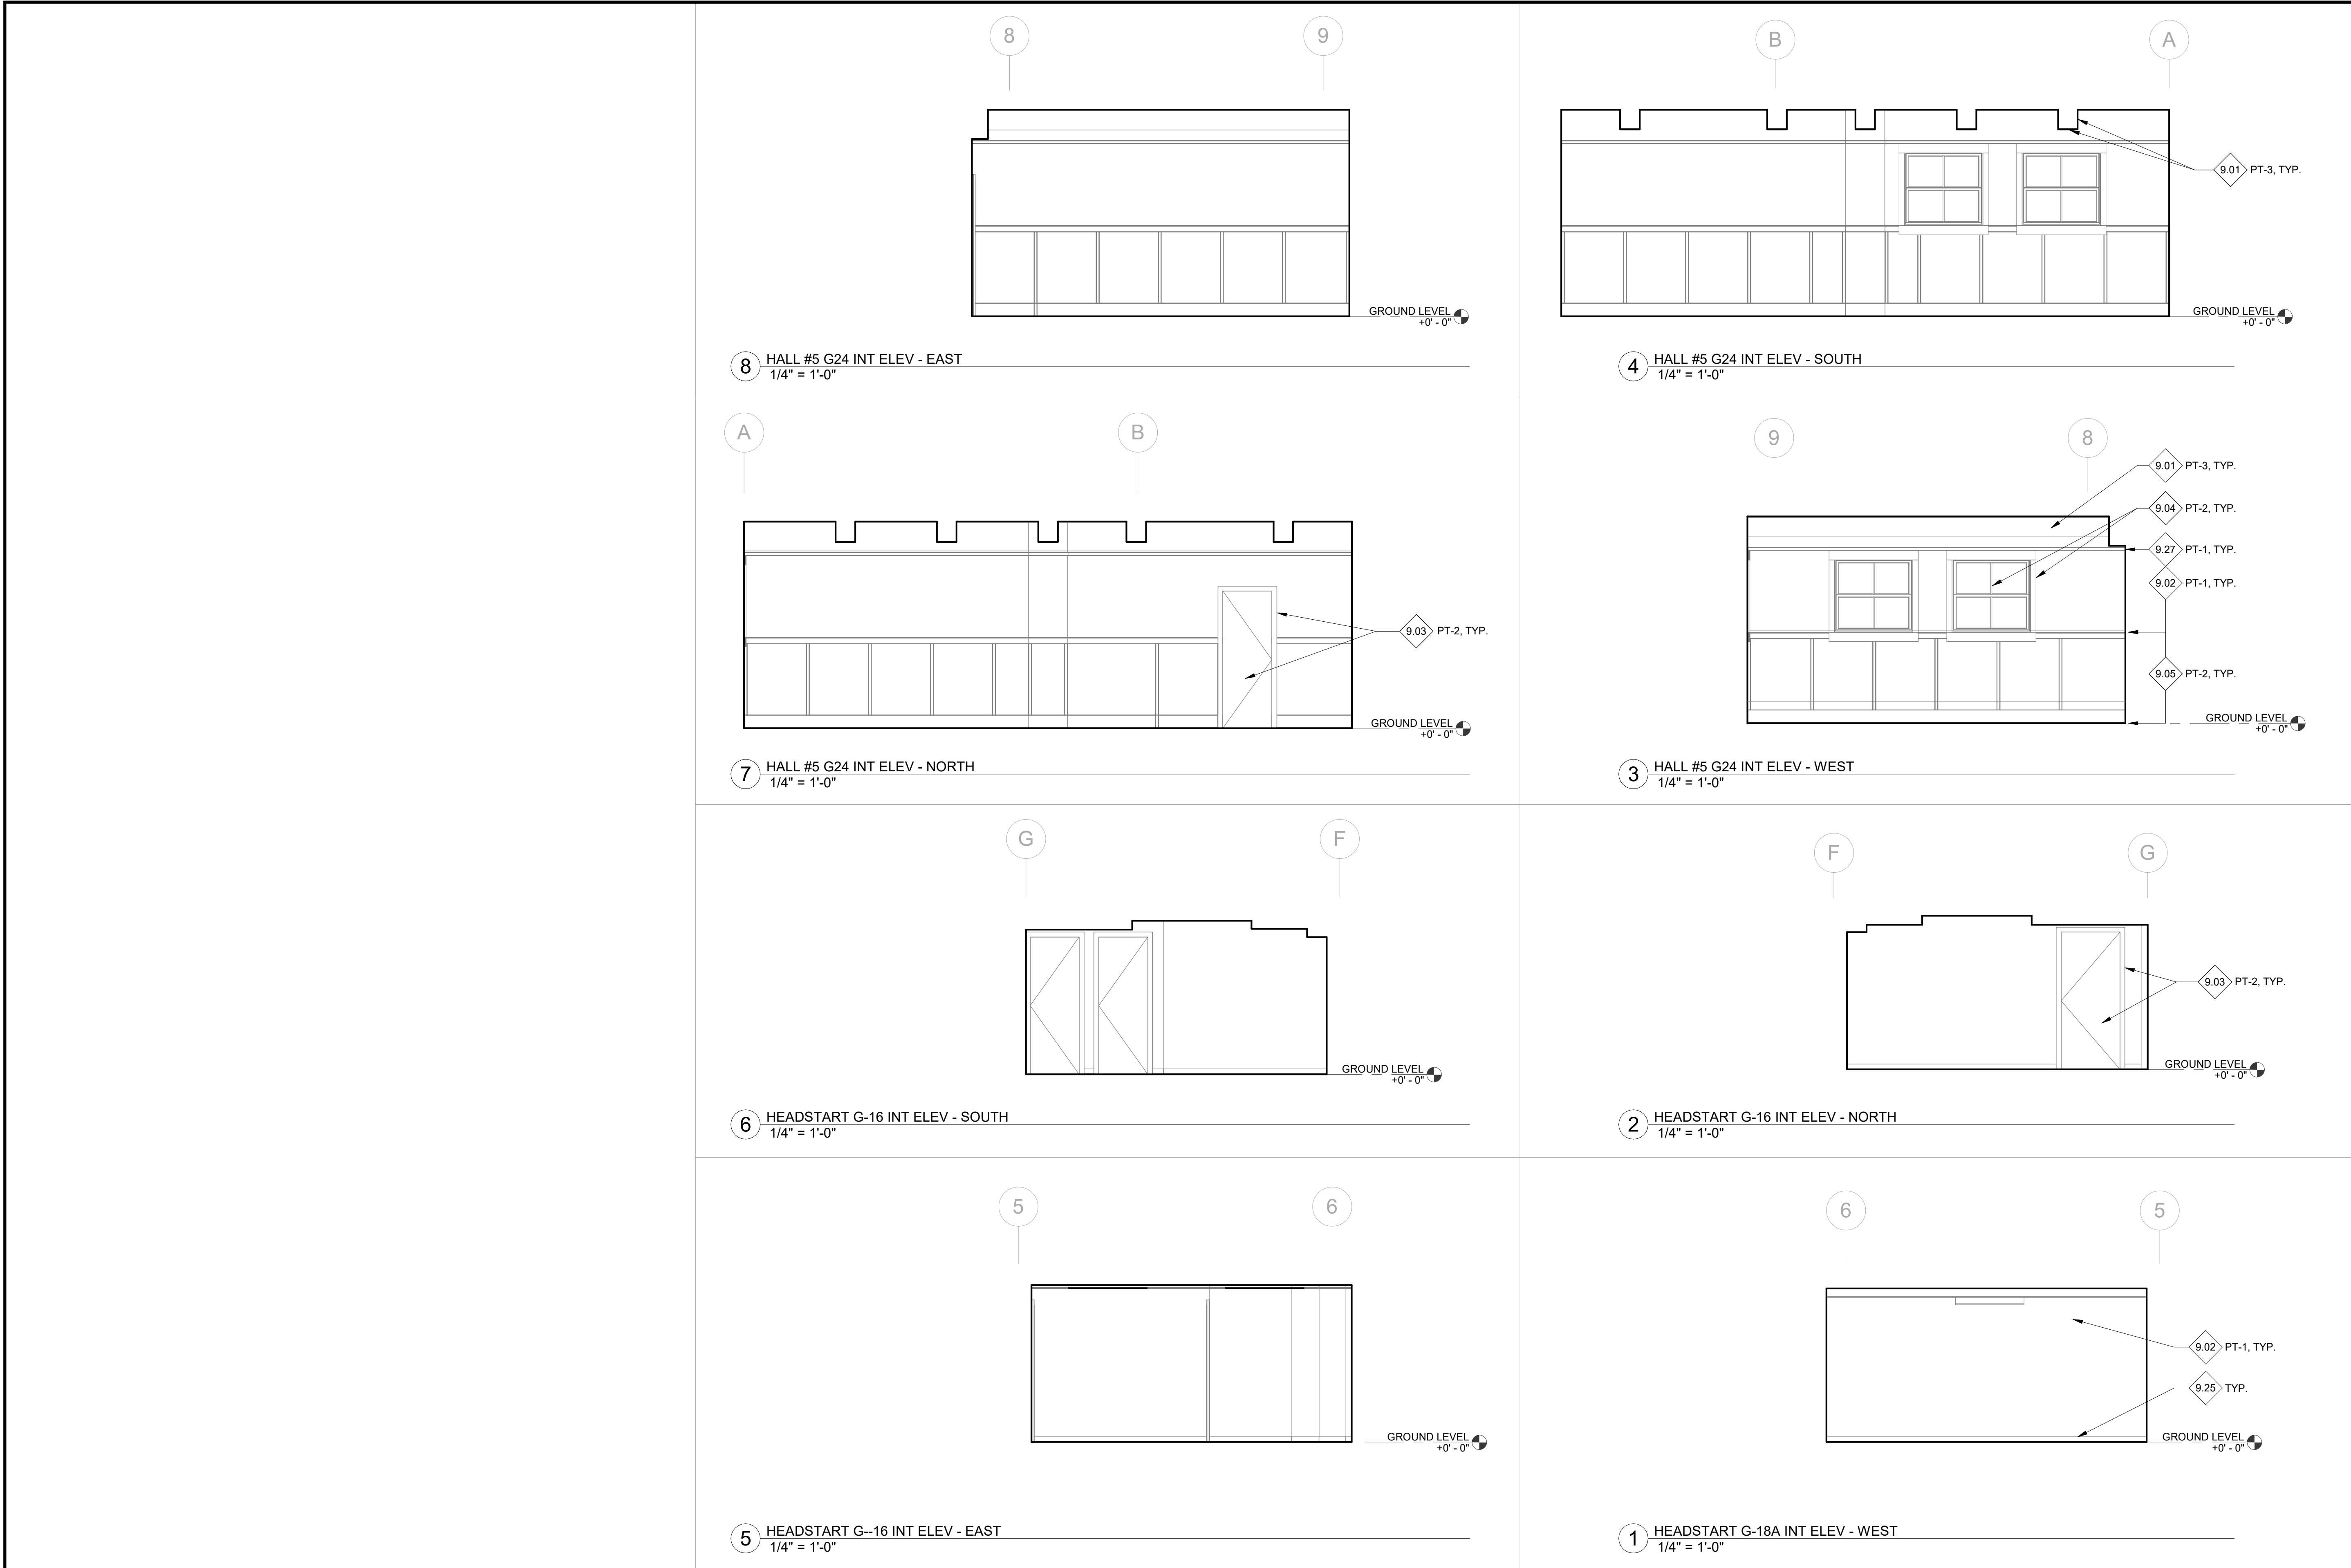 8
9
GROUND LEVEL
+0' - 0"
8
HALL #5 G24 INT ELEV - EAST
1/4" = 1'-0"
B
A
9.01 PT-3, TYP.
GROUND LEVEL
+0' - 0"
4
HALL #5 G24 INT ELEV - SOUTH
1/4" = 1'-0"
A
B
9.03 PT-2, TYP.
GROUND LEVEL
+0' - 0"
7
HALL #5 G24 INT ELEV - NORTH
1/4" = 1'-0"
9
8
9.01 PT-3, TYP.
9.04 PT-2, TYP.
9.27 PT-1, TYP.
9.02 PT-1, TYP.
9.05 PT-2, TYP.
GROUND LEVEL
+0' - 0"
3
HALL #5 G24 INT ELEV - WEST
1/4" = 1'-0"
G
F
GROUND LEVEL
+0' - 0"
6
HEADSTART G-16 INT ELEV - SOUTH
1/4" = 1'-0"
F
G
9.03 PT-2, TYP.
GROUND LEVEL
+0' - 0"
2
HEADSTART G-16 INT ELEV - NORTH
1/4" = 1'-0"
5
6
GROUND LEVEL
+0' - 0"
5
HEADSTART G--16 INT ELEV - EAST
1/4" = 1'-0"
6
5
9.02 PT-1, TYP.
9.25 TYP.
GROUND LEVEL
+0' - 0"
1
HEADSTART G-18A INT ELEV - WEST
1/4" = 1'-0"